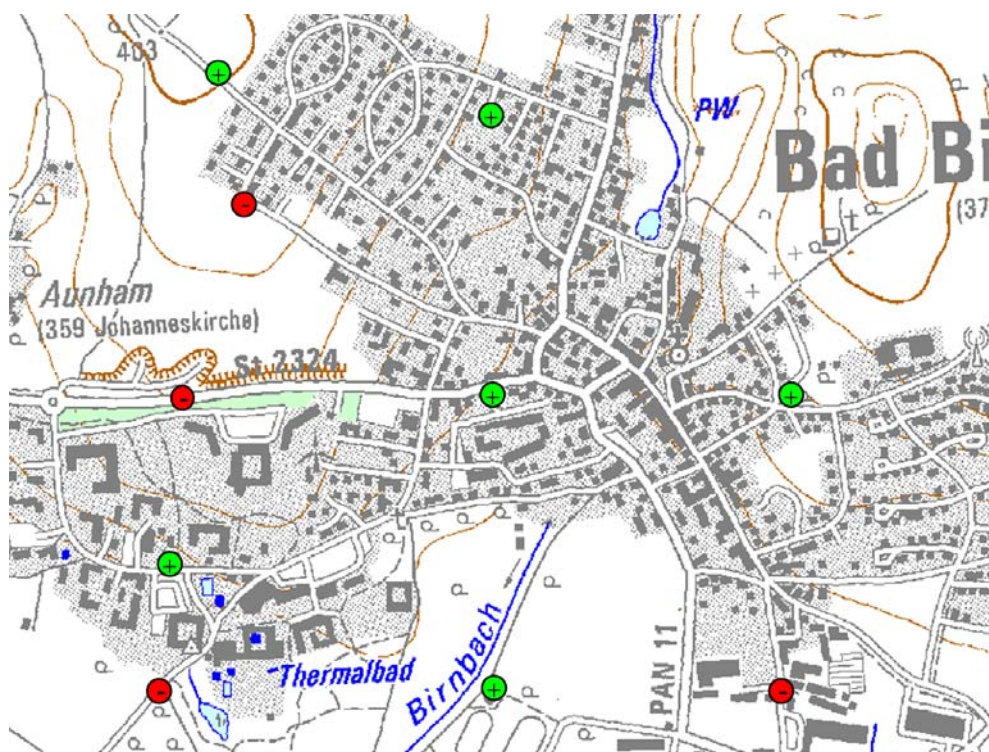 403
PW
Bad Bi
(37
Aunham
(359 Johanneskirche)
St 2324
Thermalbad
Birnbach
PAN 11